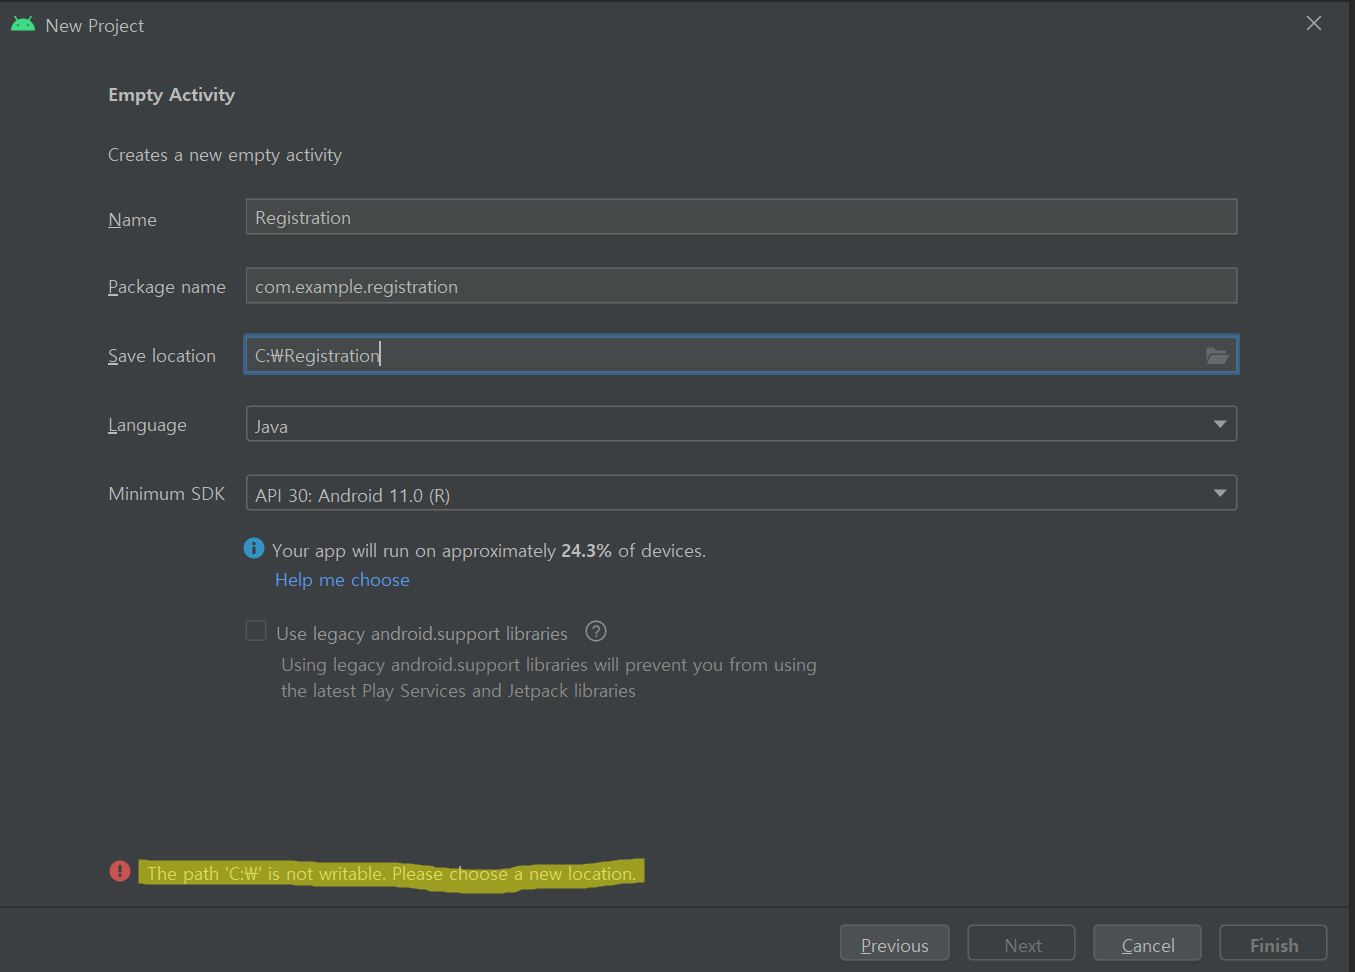 New Project
Empty Activity
Creates a new empty activity
Name Registration
Package name com.example.registration
Save location C:₩Registration
Language Java
Minimum SDK API 30: Android 11.0 (R)
Your app will run on approximately 24.3% of devices.
Help me choose
Use legacy android.support libraries ?
Using legacy android.support libraries will prevent you from using
the latest Play Services and Jetpack libraries
The path 'C:₩' is not writable. Please choose a new location.
Previous Next Cancel Finish